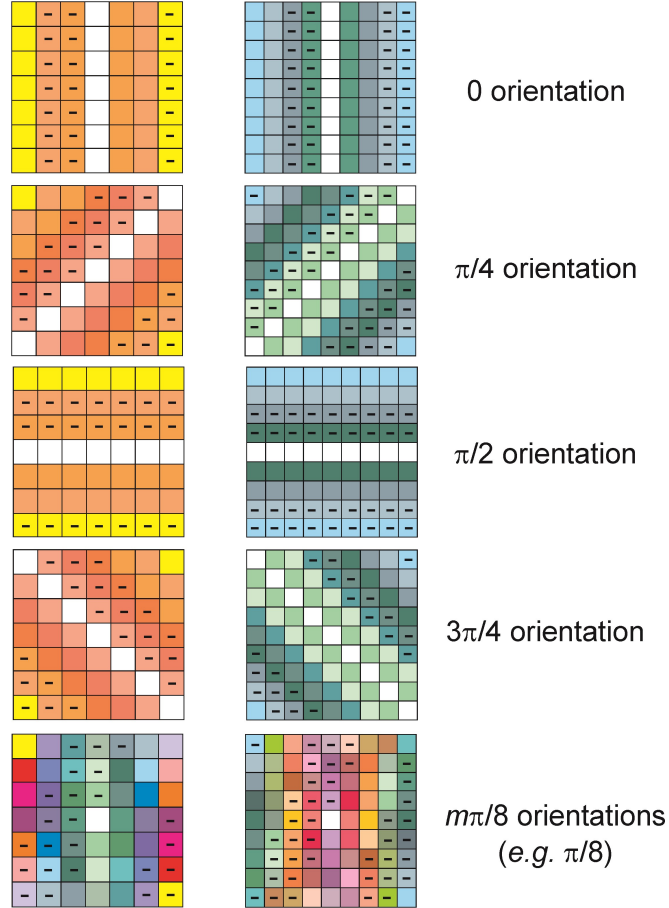 0 orientation
π/4 orientation
π/2 orientation
3π/4 orientation
mπ/8 orientations
(e.g. π/8)